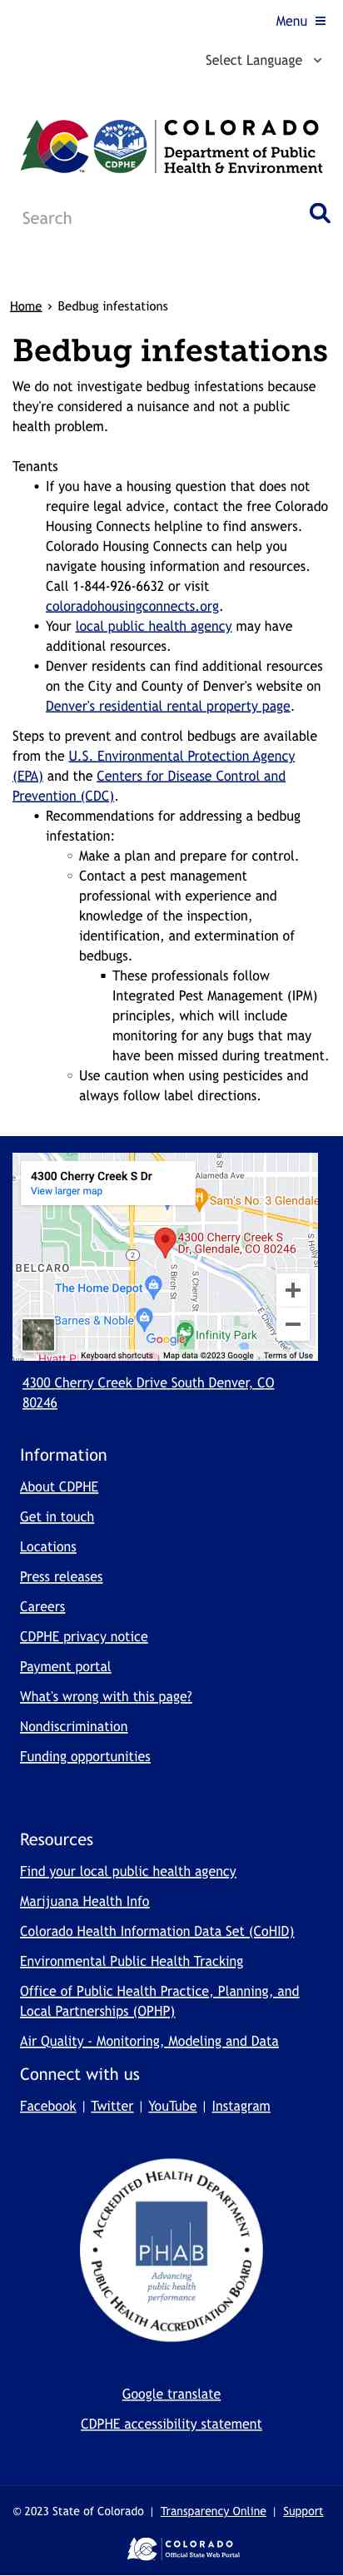 Menu
Select Language
COLORADO
CDPHE
Department of Public
Health & Environment
Search
Home › Bedbug infestations
Bedbug infestations
We do not investigate bedbug infestations because
they're considered a nuisance and not a public
health problem.
Tenants
• If you have a housing question that does not
require legal advice, contact the free Colorado
Housing Connects helpline to find answers.
Colorado Housing Connects can help you
navigate housing information and resources.
Call 1-844-926-6632 or visit
coloradohousingconnects.org.
• Your local public health agency may have
additional resources.
• Denver residents can find additional resources
on the City and County of Denver's website on
Denver's residential rental property page.
Steps to prevent and control bedbugs are available
from the U.S. Environmental Protection Agency
(EPA) and the Centers for Disease Control and
Prevention (CDC).
• Recommendations for addressing a bedbug
infestation:
◦ Make a plan and prepare for control.
◦ Contact a pest management
professional with experience and
knowledge of the inspection,
identification, and extermination of
bedbugs.
▪ These professionals follow
Integrated Pest Management (IPM)
principles, which will include
monitoring for any bugs that may
have been missed during treatment.
◦ Use caution when using pesticides and
always follow label directions.
4300 Cherry Creek S Dr
View larger map
Alameda Ave
Sam's No. 3 Glendale
4300 Cherry Creek S
Dr, Glendale, CO 80246
2
BELCARO
S Birch St
The Home Depot
Barnes & Noble
Google
Infinity Park
Hyatt P
Keyboard shortcuts Map data ©2023 Google Terms of Use
4300 Cherry Creek Drive South Denver, CO
80246
Information
About CDPHE
Get in touch
Locations
Press releases
Careers
CDPHE privacy notice
Payment portal
What's wrong with this page?
Nondiscrimination
Funding opportunities
Resources
Find your local public health agency
Marijuana Health Info
Colorado Health Information Data Set (CoHID)
Environmental Public Health Tracking
Office of Public Health Practice, Planning, and
Local Partnerships (OPHP)
Air Quality - Monitoring, Modeling and Data
Connect with us
Facebook | Twitter | YouTube | Instagram
ACCREDITED HEALTH DEPARTMENT
PHAB
Advancing
public health
performance
PUBLIC HEALTH ACCREDITATION BOARD
Google translate
CDPHE accessibility statement
© 2023 State of Colorado | Transparency Online | Support
COLORADO
Official State Web Portal